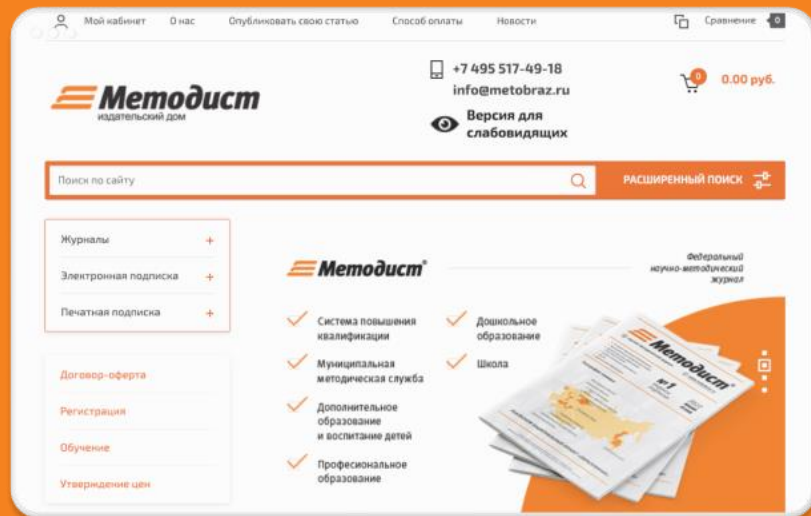 Мой кабинет О нас Опубликовать свою статью Способ оплаты Новости Сравнение 0
+7 495 517-49-18
info@metobraz.ru
Версия для
слабовидящих
Методист
издательский дом
0
0.00 руб.
Поиск по сайту
РАСШИРЕННЫЙ ПОИСК
Журналы +
Электронная подписка +
Печатная подписка +
Договор-оферта
Регистрация
Обучение
Утверждение цен
Методист®
Федеральный
научно-методический
журнал
Система повышения
квалификации
Муниципальная
методическая служба
Дополнительное
образование
и воспитание детей
Професиональное
образование
Дошкольное
образование
Школа
Методист
№1